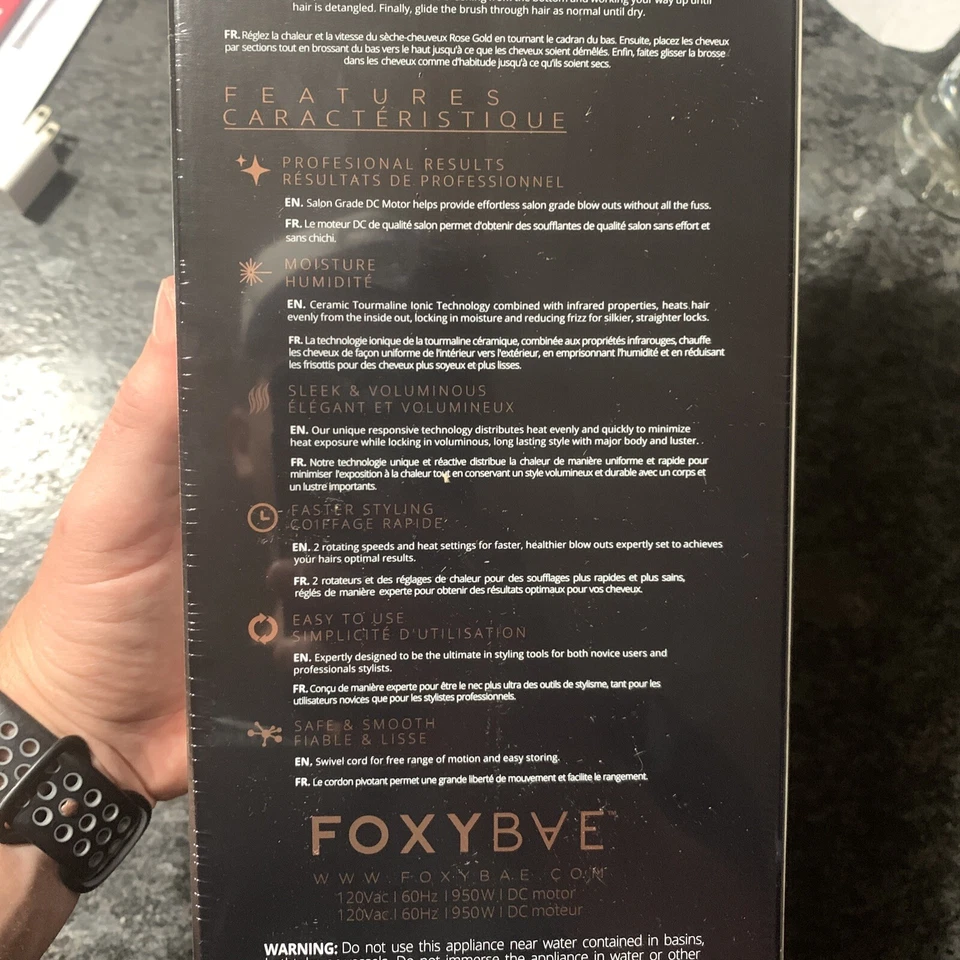 hair is detangled. Finally, glide the brush through hair as normal until dry.
FR. Réglez la chaleur et la vitesse du sèche-cheuveux Rose Gold en tournant le cadran du bas. Ensuite, placez les cheveux
par sections tout en brossant du bas vers le haut jusqu'à ce que les cheveux soient démêlés. Enfin, faites glisser la brosse
dans les cheveux comme d'habitude jusqu'à ce qu'ils soient secs.
FEATURES
CARACTÉRISTIQUE
PROFESIONAL RESULTS
RÉSULTATS DE PROFESSIONNEL
EN. Salon Grade DC Motor helps provide effortless salon grade blow outs without all the fuss.
FR. Le moteur DC de qualité salon permet d'obtenir des soufflantes de qualité salon sans effort et
sans chichi.
MOISTURE
HUMIDITÉ
EN. Ceramic Tourmaline Ionic Technology combined with infrared properties, heats hair
evenly from the inside out, locking in moisture and reducing frizz for silkier, straighter locks.
FR. La technologie ionique de la tourmaline céramique, combinée aux propriétés infrarouges, chauffe
les cheveux de façon uniforme de l'intérieur vers l'extérieur, en emprisonnant l'humidité et en réduisant
les frisottis pour des cheveux plus soyeux et plus lisses.
SLEEK & VOLUMINOUS
ÉLÉGANT ET VOLUMINEUX
EN. Our unique responsive technology distributes heat evenly and quickly to minimize
heat exposure while locking in voluminous, long lasting style with major body and luster. .
FR. Notre technologie unique et réactive distribue la chaleur de manière uniforme et rapide pour
minimiser l'exposition à la chaleur tout en conservant un style volumineux et durable avec un corps et
un lustre importants.
FASTER STYLING
COIFFAGE RAPIDE
EN. 2 rotating speeds and heat settings for faster, healthier blow outs expertly set to achieves
your hairs optimal results.
FR. 2 rotateurs et des réglages de chaleur pour des soufflages plus rapides et plus sains,
réglés de manière experte pour obtenir des résultats optimaux pour vos cheveux.
EASY TO USE
SIMPLICITÉ D'UTILISATION
EN. Expertly designed to be the ultimate in styling tools for both novice users and
professionals stylists.
FR. Conçu de manière experte pour être le nec plus ultra des outils de stylisme, tant pour les
utilisateurs novices que pour les stylistes professionnels.
SAFE & SMOOTH
FIABLE & LISSE
EN, Swivel cord for free range of motion and easy storing.
FR. Le cordon pivotant permet une grande liberté de mouvement et facilite le rangement.
FOXYBAE
WWW.FOXYBAE.COM
120Vac | 60Hz | 950W | DC motor
120Vac | 60Hz | 950W | DC moteur
WARNING: Do not use this appliance near water contained in basins,
Do not immerse the appliance in water or other